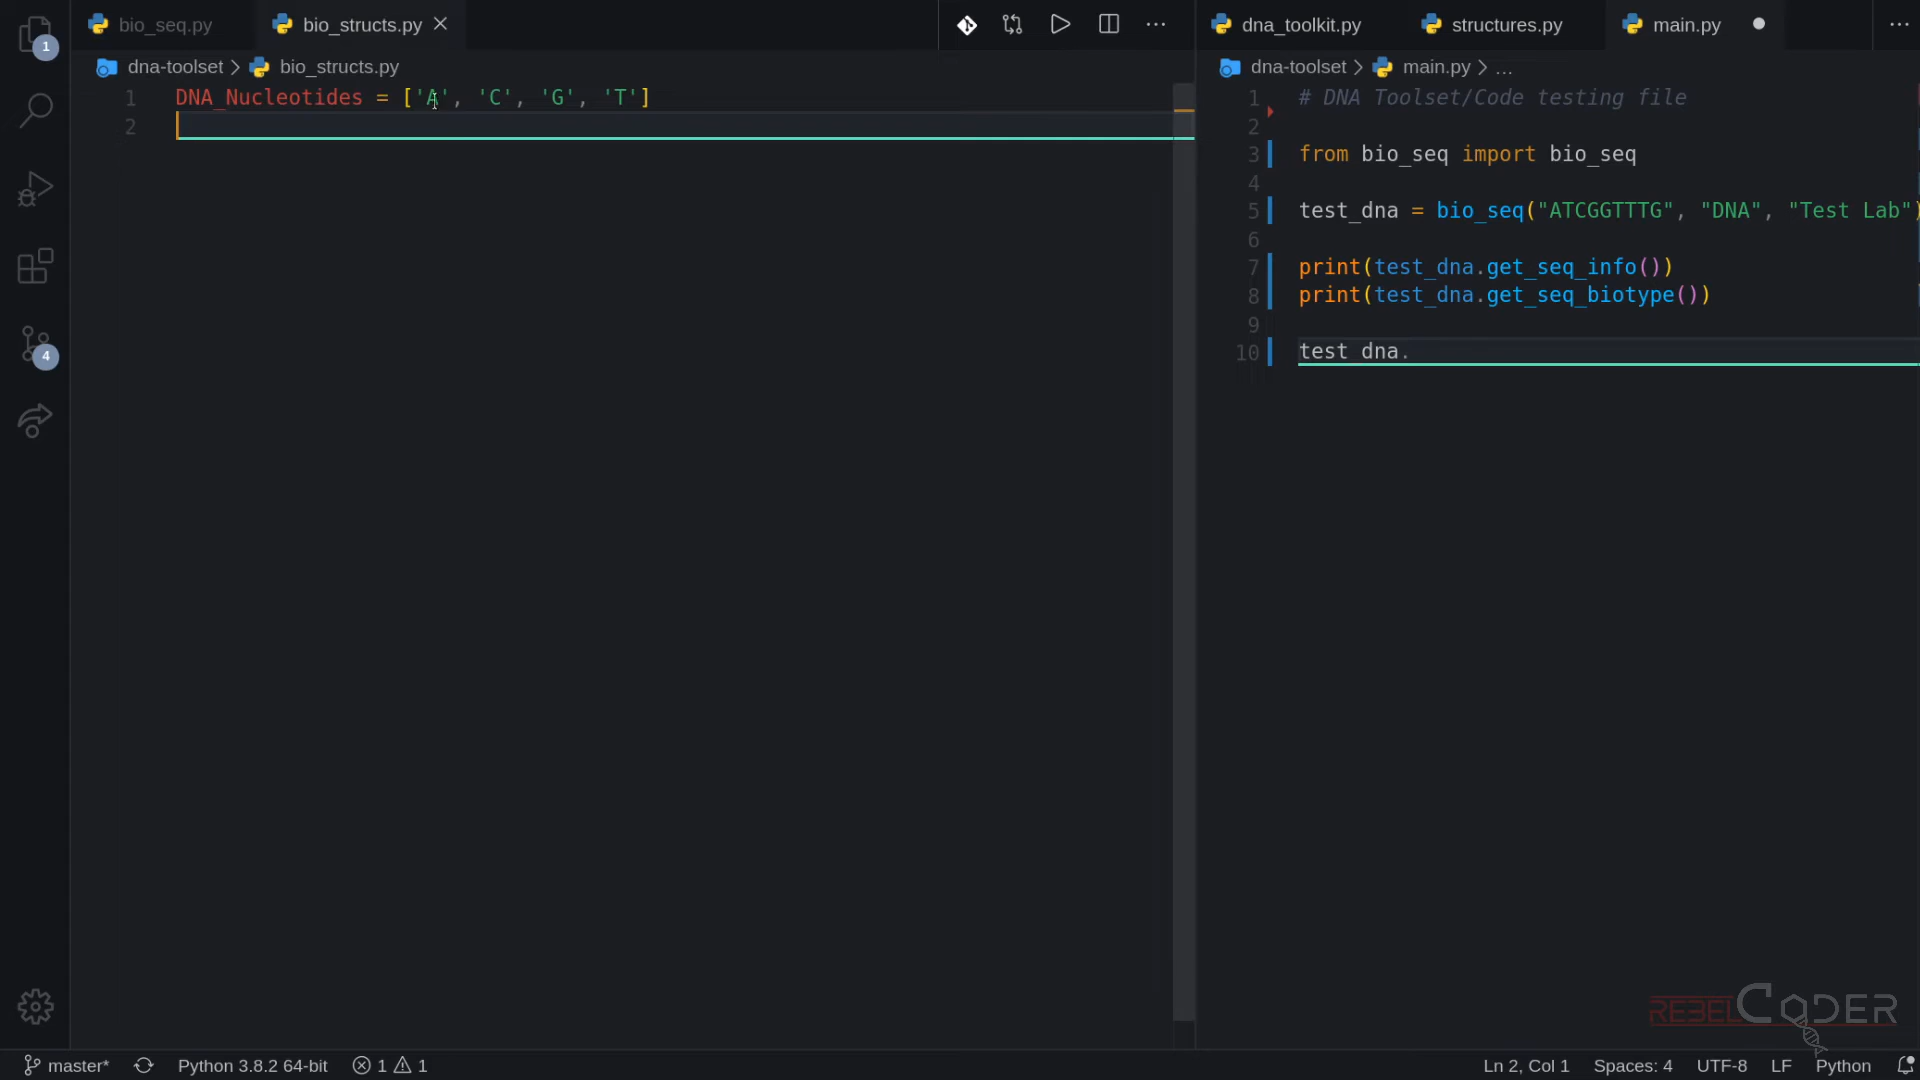 bio_seq.py
bio_structs.py
dna_toolkit.py
structures.py
main.py
dna-toolset > bio_structs.py
dna-toolset > main.py > ...
1 DNA_Nucleotides = ['A', 'C', 'G', 'T']
2
1 # DNA Toolset/Code testing file
2
3 from bio_seq import bio_seq
4
5 test_dna = bio_seq("ATCGGTTTG", "DNA", "Test Lab")
6
7 print(test_dna.get_seq_info())
8 print(test_dna.get_seq_biotype())
9
10 test_dna.
1
4
REBELCODER
master* Python 3.8.2 64-bit 1 1 Ln 2, Col 1 Spaces: 4 UTF-8 LF Python